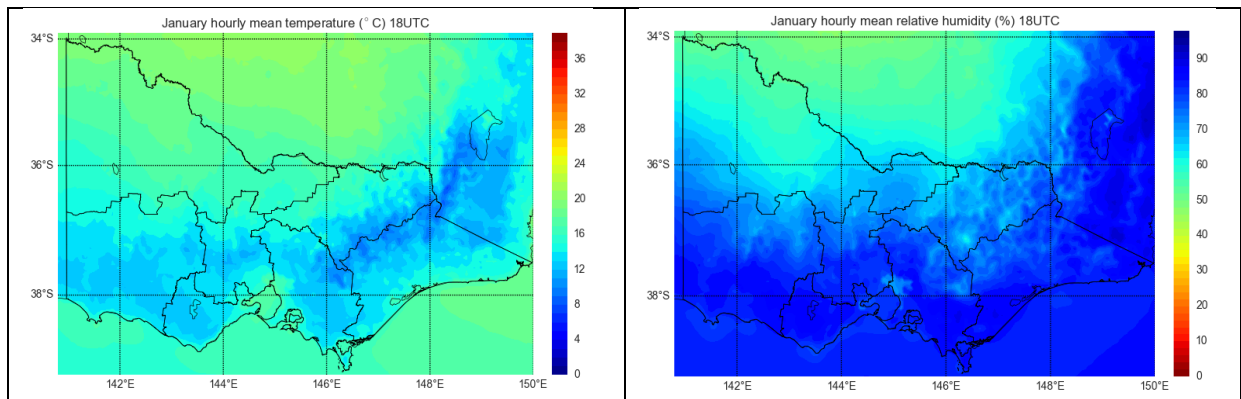 January hourly mean temperature (°C) 18UTC
34°S
36°S
38°S
142°E
144°E
146°E
148°E
150°E
36
32
28
24
20
16
12
8
4
0
January hourly mean relative humidity (%) 18UTC
34°S
36°S
38°S
142°E
144°E
146°E
148°E
150°E
90
80
70
60
50
40
30
20
10
0